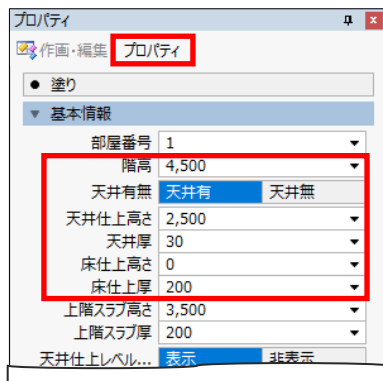 プロパティ
作画・編集 プロパティ
● 塗り
▼ 基本情報
部屋番号 1
階高 4,500
天井有無 天井有 天井無
天井仕上高さ 2,500
天井厚 30
床仕上高さ 0
床仕上厚 200
上階スラブ高さ 3,500
上階スラブ厚 200
天井仕上レベル... 表示 非表示